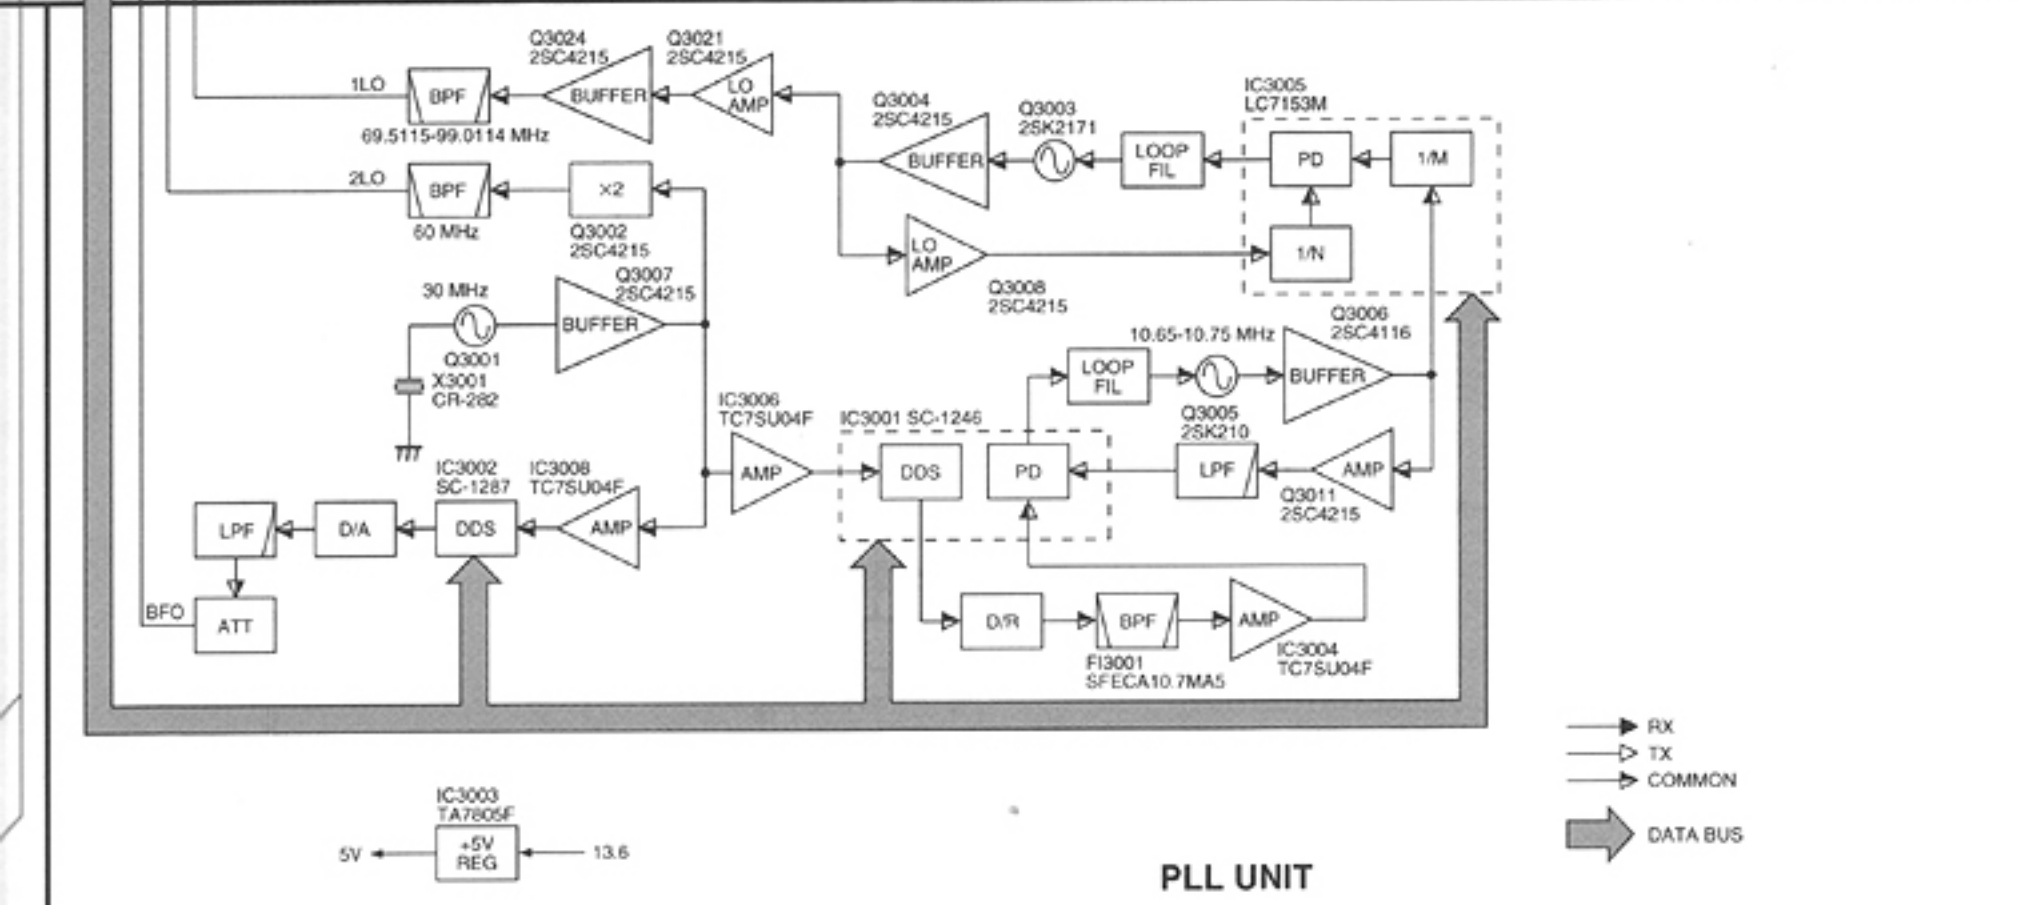 Q3024
2SC4215
Q3021
2SC4215
1LO
BPF
BUFFER
LO
AMP
69.5115-99.0114 MHz
Q3004
2SC4215
BUFFER
Q3003
2SK2171
LOOP
FIL
IC3005
LC7153M
PD
1/M
1/N
2LO
BPF
60 MHz
×2
Q3002
2SC4215
LO
AMP
Q3008
2SC4215
Q3007
2SC4215
BUFFER
30 MHz
Q3001
X3001
CR-282
10.65-10.75 MHz
Q3006
2SC4116
LOOP
FIL
BUFFER
Q3005
2SK210
IC3006
TC7SU04F
AMP
IC3001 SC-1246
DDS
PD
LPF
AMP
Q3011
2SC4215
IC3002
SC-1287
IC3008
TC7SU04F
LPF
D/A
DDS
AMP
BFO
ATT
D/R
BPF
AMP
FI3001
SFECA10.7MA5
IC3004
TC7SU04F
RX
TX
COMMON
DATA BUS
IC3003
TA7805F
5V
+5V
REG
13.6
PLL UNIT